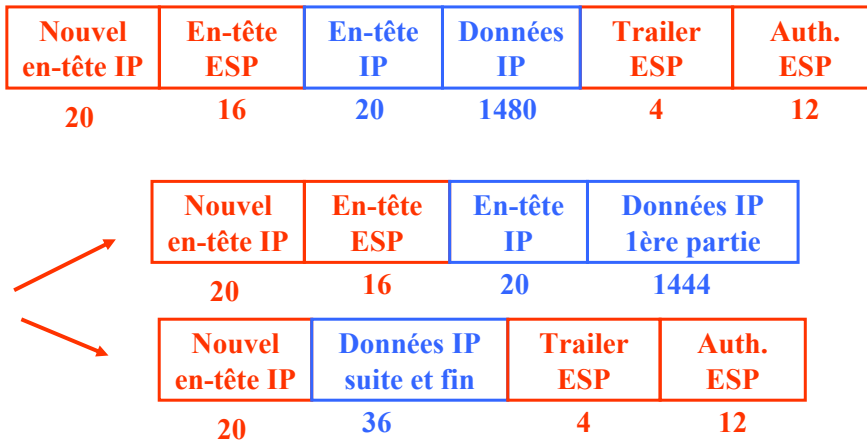 Nouvel En-tête En-tête Données Trailer Auth.
en-tête IP ESP IP IP ESP ESP
20 16 20 1480 4 12
Nouvel En-tête En-tête Données IP
en-tête IP ESP IP 1ère partie
20 16 20 1444
Nouvel Données IP Trailer Auth.
en-tête IP suite et fin ESP ESP
20 36 4 12